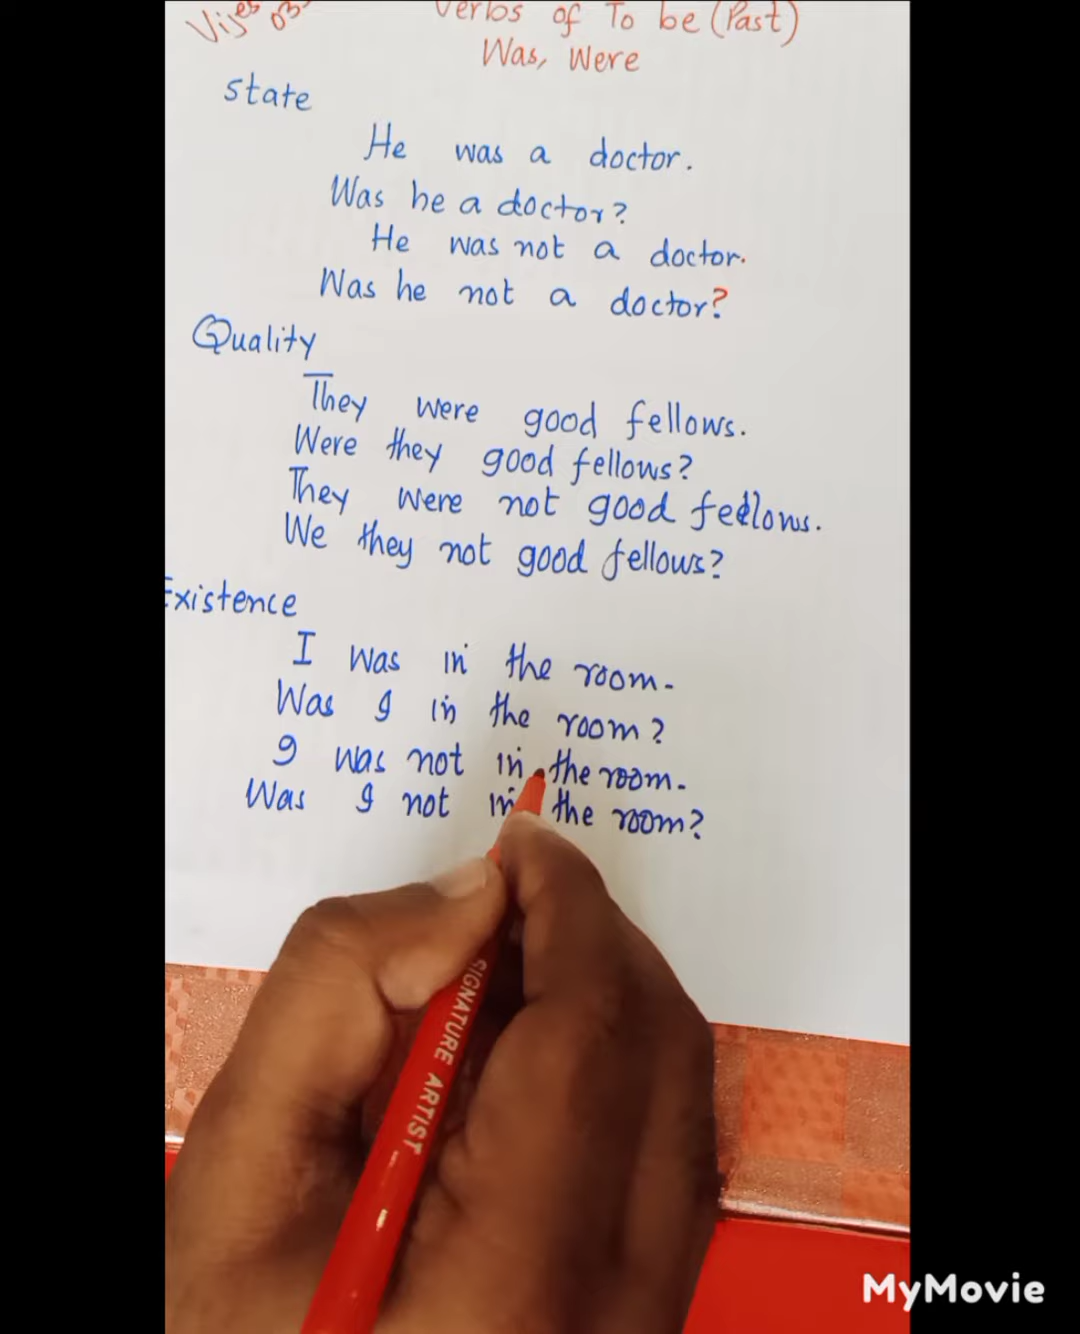 Verbs of To be (Past)
Was, Were
State
He was a doctor.
Was he a doctor?
He was not a doctor.
Was he not a doctor?
Quality
They were good fellows.
Were they good fellows?
They were not good fellows.
We they not good fellows?
Existence
I was in the room.
Was I in the room?
I was not in the room.
Was I not in the room?
SIGNATURE ARTIST
MyMovie